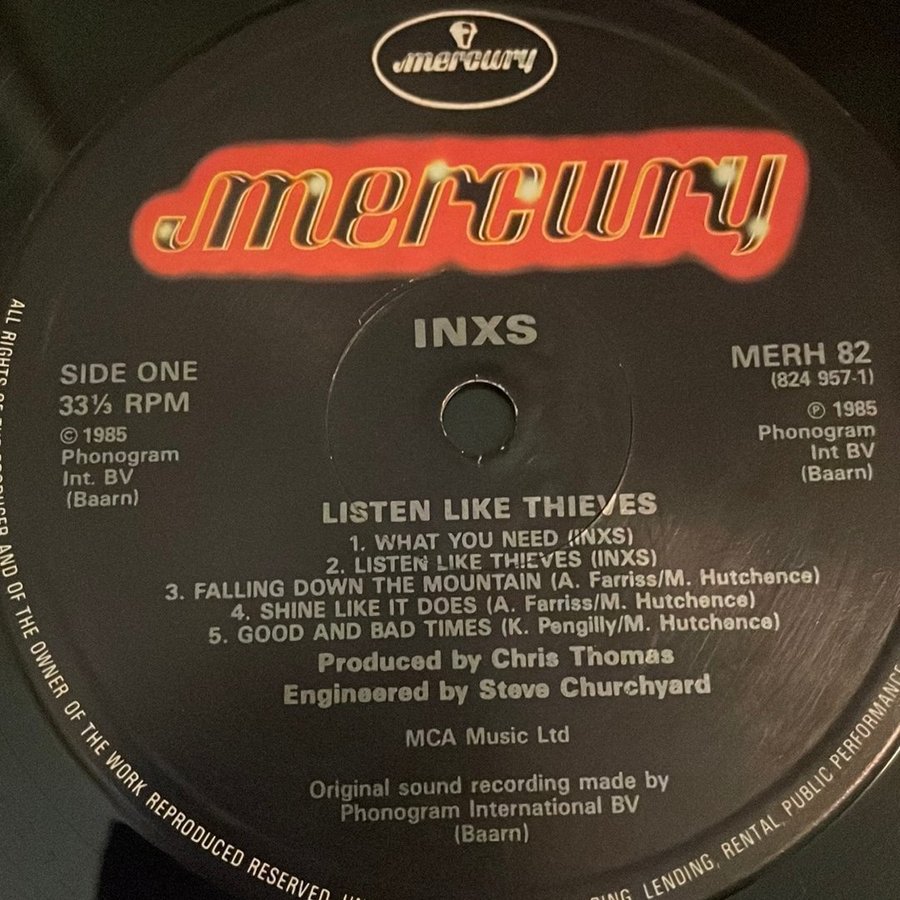 mercury
mercury
INXS
SIDE ONE
33⅓ RPM
© 1985
Phonogram
Int. BV
(Baarn)
MERH 82
(824 957-1)
℗ 1985
Phonogram
Int BV
(Baarn)
LISTEN LIKE THIEVES
1. WHAT YOU NEED (INXS)
2. LISTEN LIKE THIEVES (INXS)
3. FALLING DOWN THE MOUNTAIN (A. Farriss/M. Hutchence)
4. SHINE LIKE IT DOES (A. Farriss/M. Hutchence)
5. GOOD AND BAD TIMES (K. Pengilly/M. Hutchence)
Produced by Chris Thomas
Engineered by Steve Churchyard
MCA Music Ltd
Original sound recording made by
Phonogram International BV
(Baarn)
ALL RIGHTS OF THE PRODUCER AND OF THE OWNER OF THE WORK REPRODUCED RESERVED. LENDING, RENTAL, PUBLIC PERFORMANCE